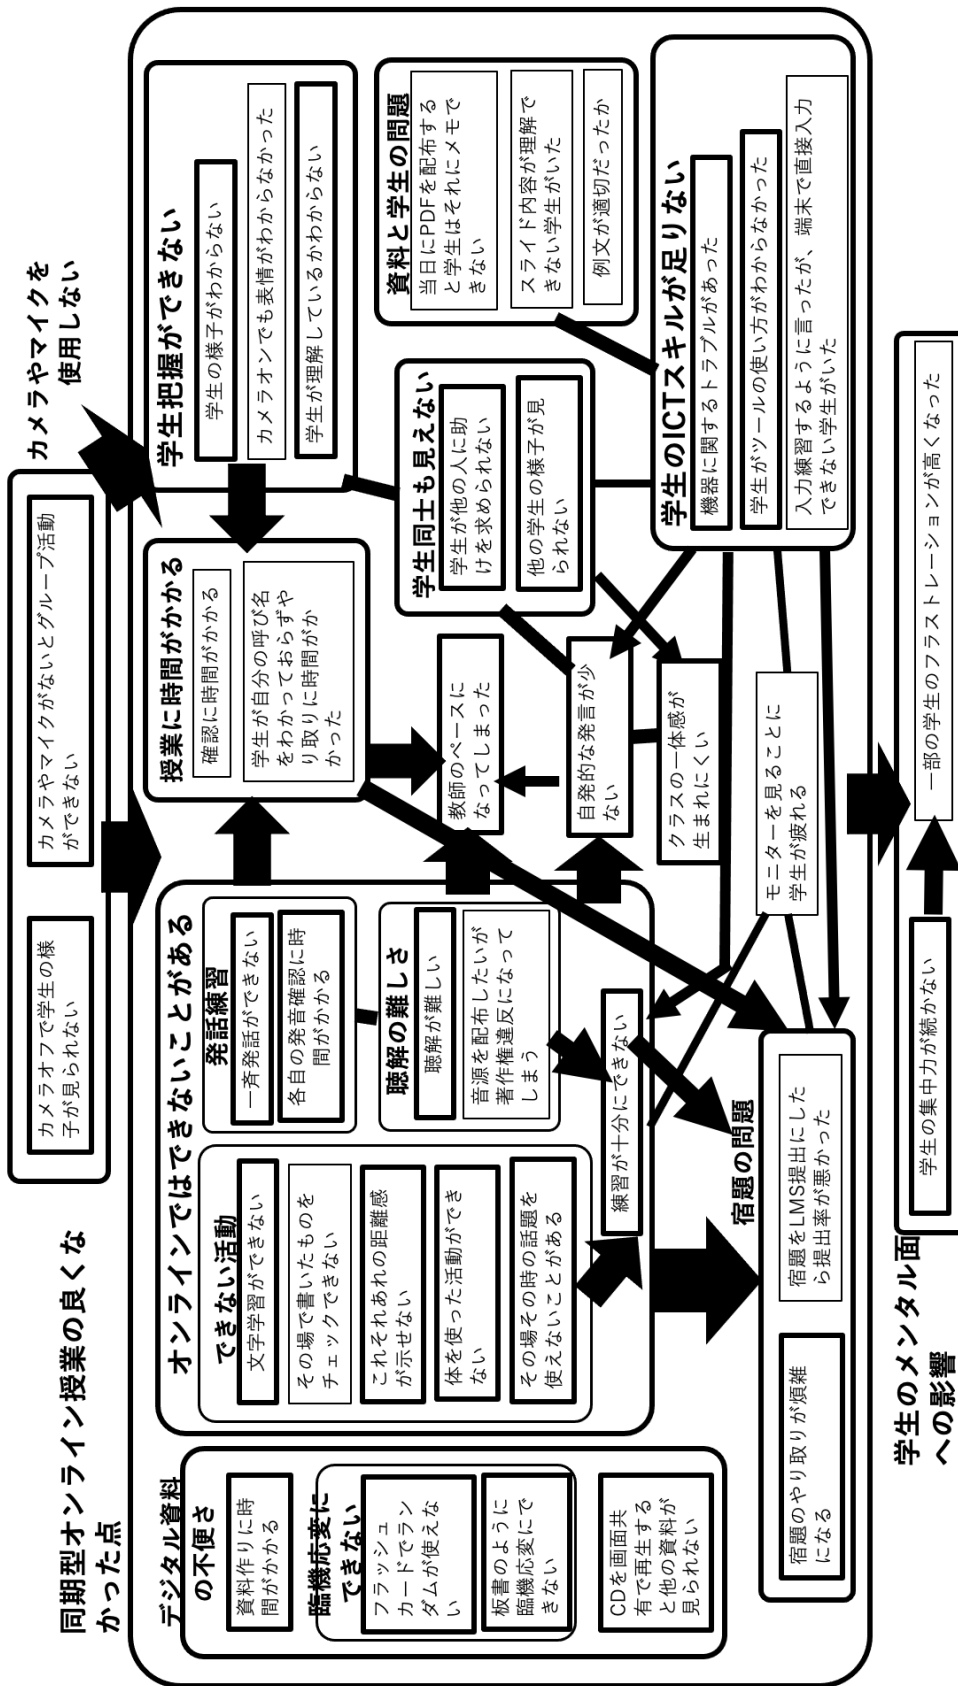 同期型オンライン授業の良くな
かった点
カメラオフで学生の様
子が見られない
カメラやマイクがないとグループ活動
ができない
カメラやマイクを
使用しない
デジタル資料
の不便さ
資料作りに時
間がかかる
臨機応変に
できない
フラッシュ
カードでラン
ダムが使えな
い
板書のように
臨機応変にで
きない
CDを画面共
有で再生する
と他の資料が
見られない
オンラインではできないことがある
できない活動
文字学習ができない
その場で書いたものを
チェックできない
これそれあれの距離感
が示せない
体を使った活動ができ
ない
その場その時の話題を
使えないことがある
発話練習
一斉発話ができない
各自の発音確認に時
間がかかる
聴解の難しさ
聴解が難しい
音源を配布したいが
著作権違反になって
しまう
練習が十分にできない
授業に時間がかかる
確認に時間がかかる
学生が自分の呼び名
をわかっておらずや
り取りに時間がか
かった
教師のペースに
なってしまった
自発的な発言が少
ない
クラスの一体感が
生まれにくい
モニターを見ることに
学生が疲れる
学生把握ができない
学生の様子がわからない
カメラオンでも表情がわからなかった
学生が理解しているかわからない
学生同士も見えない
学生が他の人に助
けを求められない
他の学生の様子が見
られない
資料と学生の問題
当日にPDFを配布する
と学生はそれにメモで
きない
スライド内容が理解で
きない学生がいた
例文が適切だったか
学生のICTスキルが足りない
機器に関するトラブルがあった
学生がツールの使い方がわからなかった
入力練習するように言ったが、端末で直接入力
できない学生がいた
宿題の問題
宿題のやり取りが煩雑
になる
宿題をLMS提出にした
ら提出率が悪かった
学生のメンタル面
への影響
学生の集中力が続かない
一部の学生のフラストレーションが高くなった